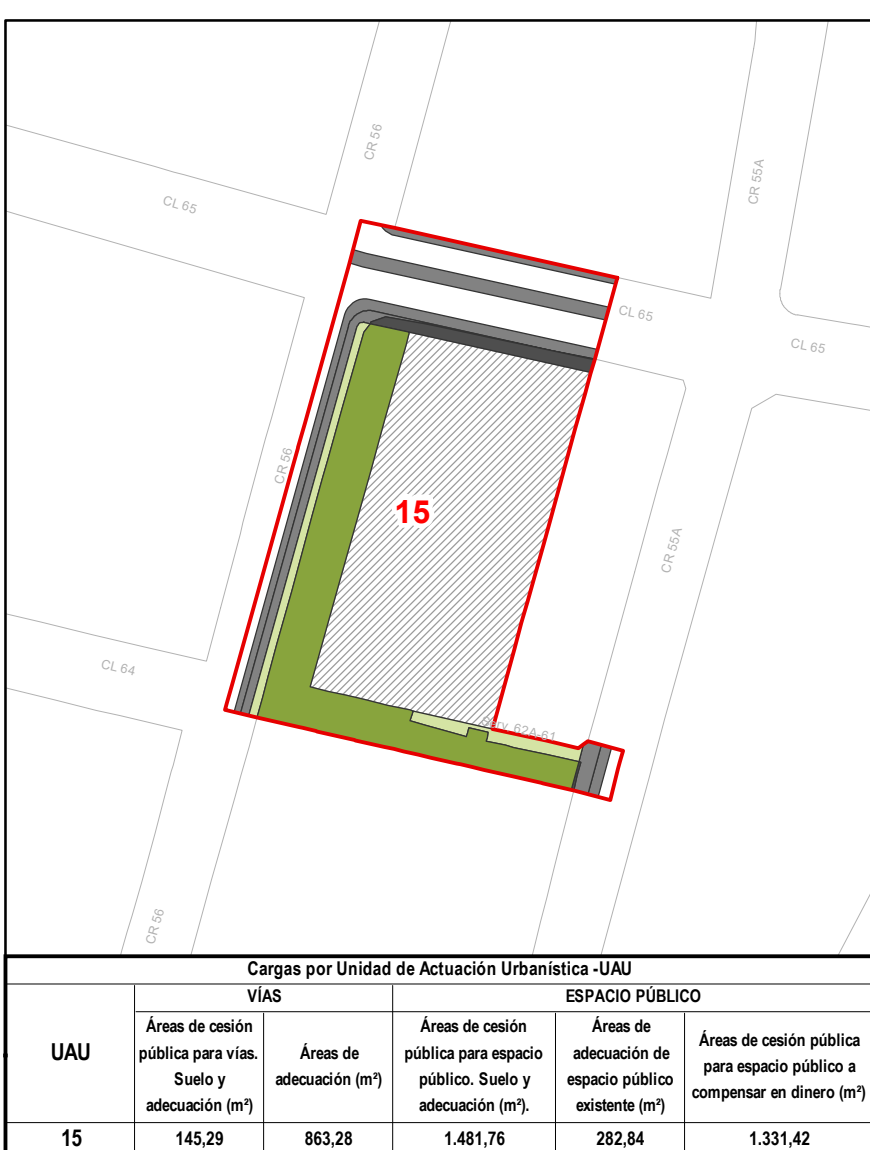 CR 56
CR 55A
CL 65
CL 65
CL 65
CR 56
15
CR 55A
CL 64
Serv. 62A-61
CR 56
Cargas por Unidad de Actuación Urbanística -UAU
UAU
VÍAS
ESPACIO PÚBLICO
Áreas de cesión
pública para vías.
Suelo y
adecuación (m²)
Áreas de
adecuación (m²)
Áreas de cesión
pública para espacio
público. Suelo y
adecuación (m²).
Áreas de
adecuación de
espacio público
existente (m²)
Áreas de cesión pública
para espacio público a
compensar en dinero (m²)
15 145,29 863,28 1.481,76 282,84 1.331,42